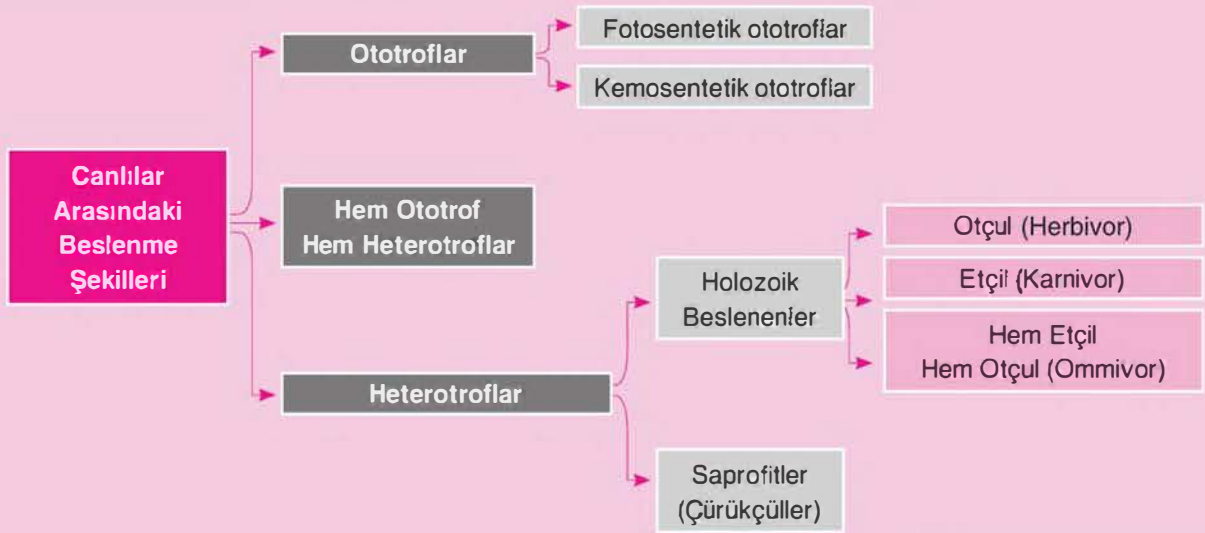 Canlılar
Arasındaki
Beslenme
Şekilleri
Ototroflar
Fotosentetik ototroflar
Kemosentetik ototroflar
Hem Ototrof
Hem Heterotroflar
Heterotroflar
Holozoik
Beslenenler
Otçul (Herbivor)
Etçil (Karnivor)
Hem Etçil
Hem Otçul (Ommivor)
Saprofitler
(Çürükçüller)